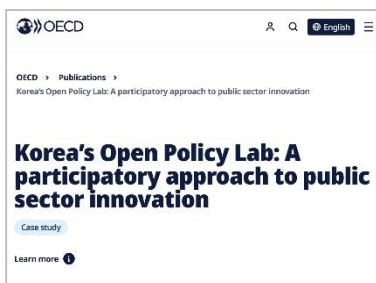 OECD
English
OECD › Publications ›
Korea's Open Policy Lab: A participatory approach to public sector innovation
Korea's Open Policy Lab: A
participatory approach to public
sector innovation
Case study
Learn more